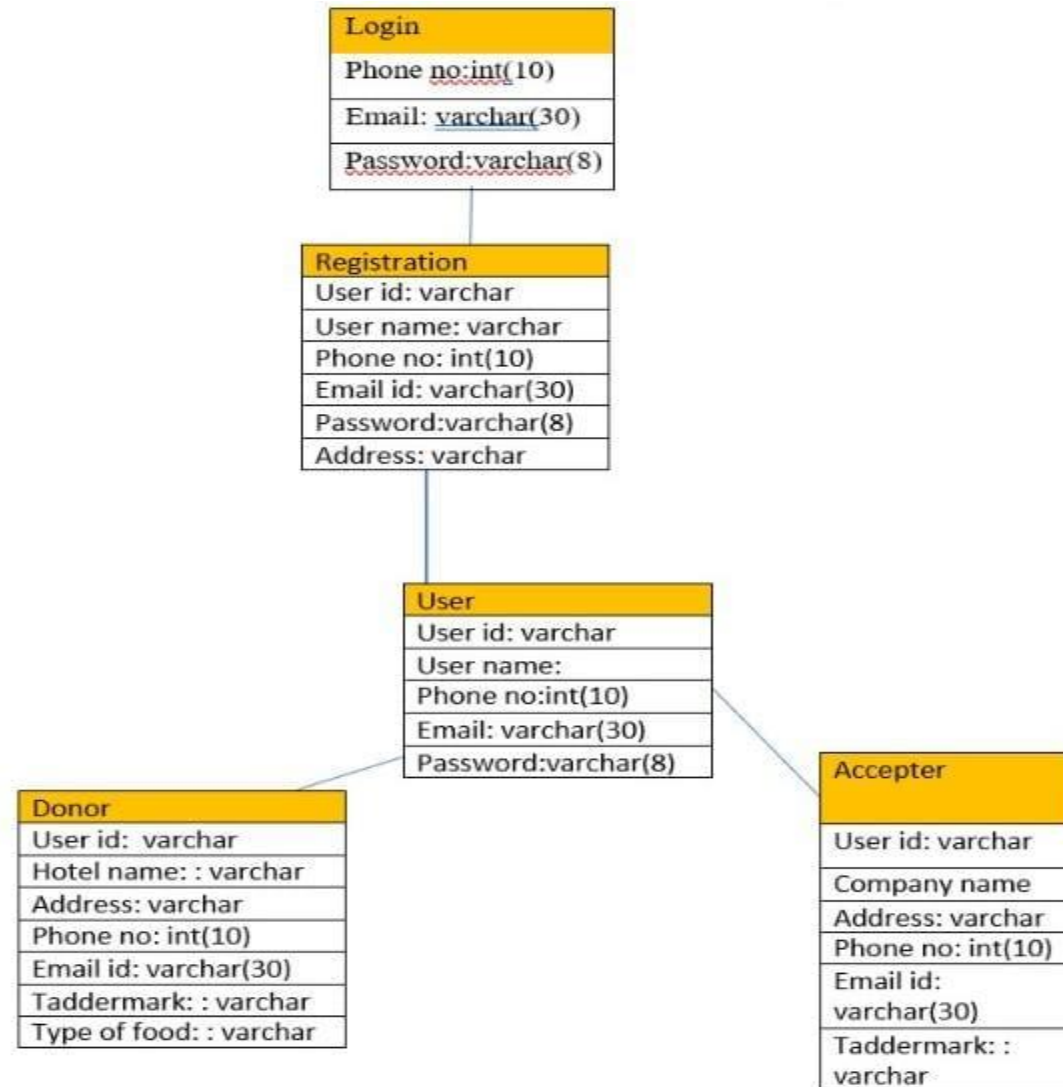 Login
Phone no:int(10)
Email: varchar(30)
Password:varchar(8)
Registration
User id: varchar
User name: varchar
Phone no: int(10)
Email id: varchar(30)
Password:varchar(8)
Address: varchar
User
User id: varchar
User name:
Phone no:int(10)
Email: varchar(30)
Password:varchar(8)
Donor
User id:  varchar
Hotel name: : varchar
Address: varchar
Phone no: int(10)
Email id: varchar(30)
Taddermark: : varchar
Type of food: : varchar
Accepter
User id: varchar
Company name
Address: varchar
Phone no: int(10)
Email id:
varchar(30)
Taddermark: :
varchar